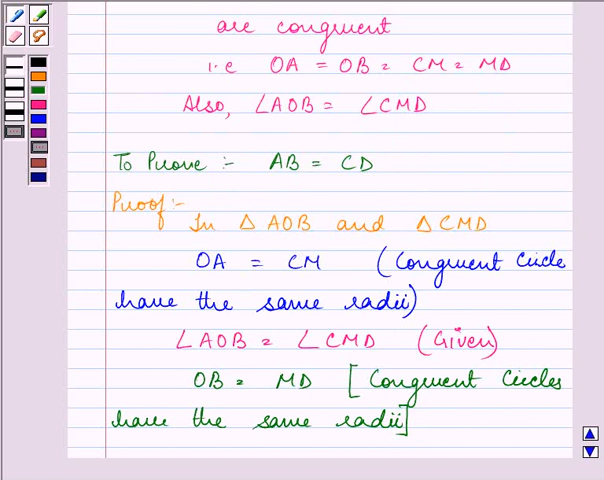 are congruent
i.e OA = OB = CM = MD
Also, ∠AOB = ∠CMD
To Prove :- AB = CD
Proof :-
In Δ AOB and Δ CMD
OA = CM (Congruent Circle
have the same radii)
∠AOB = ∠CMD (Given)
OB = MD [Congruent Circles
have the same radii]